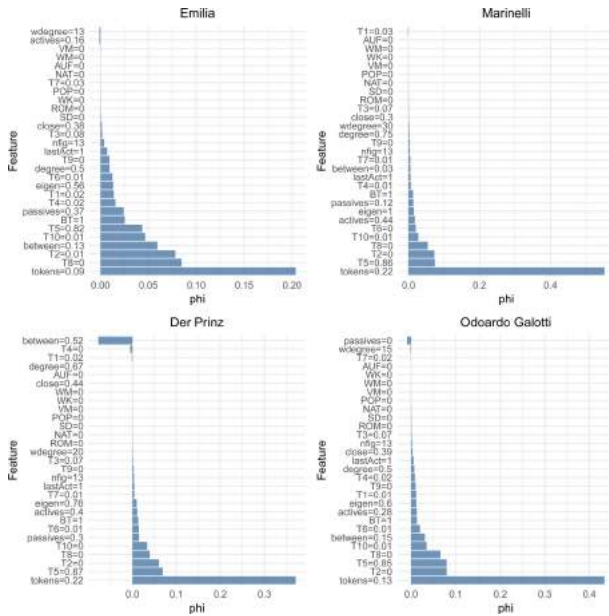 Emilia
wdegree=13
actives=0.16
VM=0
WM=0
AUF=0
NAT=0
T7=0.03
POP=0
WK=0
ROM=0
SD=0
close=0.38
T3=0.08
nfig=13
lastAct=1
T9=0
degree=0.5
T6=0.01
eigen=0.56
T1=0.02
T4=0.02
passives=0.37
BT=1
T5=0.82
T10=0.01
between=0.13
T2=0.01
T8=0
tokens=0.09
Feature
0.00 0.05 0.10 0.15 0.20
phi
Marinelli
T1=0.03
AUF=0
WM=0
WK=0
VM=0
POP=0
NAT=0
SD=0
ROM=0
T3=0.07
close=0.3
wdegree=30
degree=0.75
T9=0
nfig=13
T7=0.01
between=0.03
lastAct=1
T4=0.01
BT=1
passives=0.12
eigen=1
actives=0.44
T6=0
T10=0.01
T8=0
T2=0
T5=0.86
tokens=0.22
Feature
0.0 0.2 0.4
phi
Der Prinz
between=0.52
T4=0
T1=0.02
degree=0.67
AUF=0
close=0.44
WM=0
WK=0
VM=0
POP=0
SD=0
NAT=0
ROM=0
wdegree=20
T3=0.07
T9=0
nfig=13
lastAct=1
T7=0.01
eigen=0.76
actives=0.4
BT=1
T6=0.01
passives=0.3
T10=0
T8=0
T2=0
T5=0.87
tokens=0.22
Feature
0.0 0.1 0.2 0.3
phi
Odoardo Galotti
passives=0
wdegree=15
T7=0.02
AUF=0
WK=0
WM=0
VM=0
POP=0
NAT=0
SD=0
ROM=0
T3=0.07
nfig=13
close=0.39
lastAct=1
degree=0.5
T4=0.02
T9=0
T1=0.01
eigen=0.6
actives=0.28
BT=1
T6=0.01
between=0.15
T10=0.01
T8=0
T5=0.85
T2=0
tokens=0.13
Feature
0.0 0.1 0.2 0.3 0.4
phi